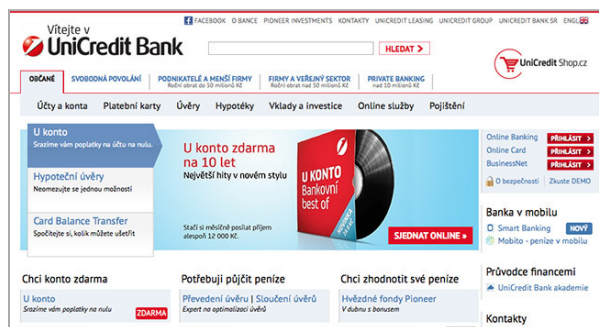 FACEBOOK O BANCE PIONEER INVESTMENTS KONTAKTY UNICREDIT LEASING UNICREDIT GROUP UNICREDIT BANK SR ENGL
Vítejte v
UniCredit Bank
HLEDAT >
UniCredit Shop.cz
OBČANÉ SVOBODNÁ POVOLÁNÍ PODNIKATELÉ A MENŠÍ FIRMY FIRMY A VEŘEJNÝ SEKTOR PRIVATE BANKING
Roční obrat do 50 milionů Kč Roční obrat nad 50 milionů Kč nad 10 milionů Kč
Účty a konta Platební karty Úvěry Hypotéky Vklady a investice Online služby Pojištění
U konto
Srazíme vám poplatky na účtu na nulu.
Hypoteční úvěry
Neomezujte se jednou možností
Card Balance Transfer
Spočítejte si, kolik můžete ušetřit
U konto zdarma
na 10 let
Největší hity v novém stylu
Stačí si měsíčně posílat příjem
alespoň 12 000 Kč.
U KONTO
Bankovní
best of
SJEDNAT ONLINE »
Online Banking PŘIHLÁSIT >
Online Card PŘIHLÁSIT >
BusinessNet PŘIHLÁSIT >
O bezpečnosti Zkuste DEMO
Banka v mobilu
Smart Banking NOVÝ
Mobito - peníze v mobilu
Průvodce financemi
UniCredit Bank akademie
Kontakty
Chci konto zdarma
U konto
Srazíme vám poplatky na nulu ZDARMA
Potřebuji půjčit peníze
Převedení úvěru | Sloučení úvěrů
Expert na optimalizaci úvěrů
Chci zhodnotit své peníze
Hvězdné fondy Pioneer
V dubnu s bonusem